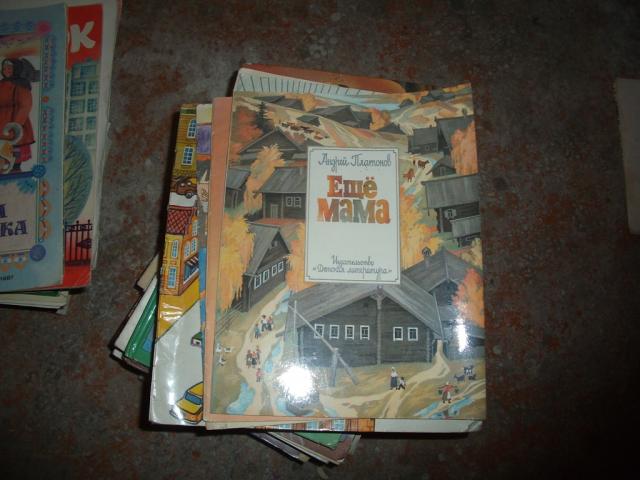 Андрей Платонов
Ещё
мама
Издательство
«Детская литература»